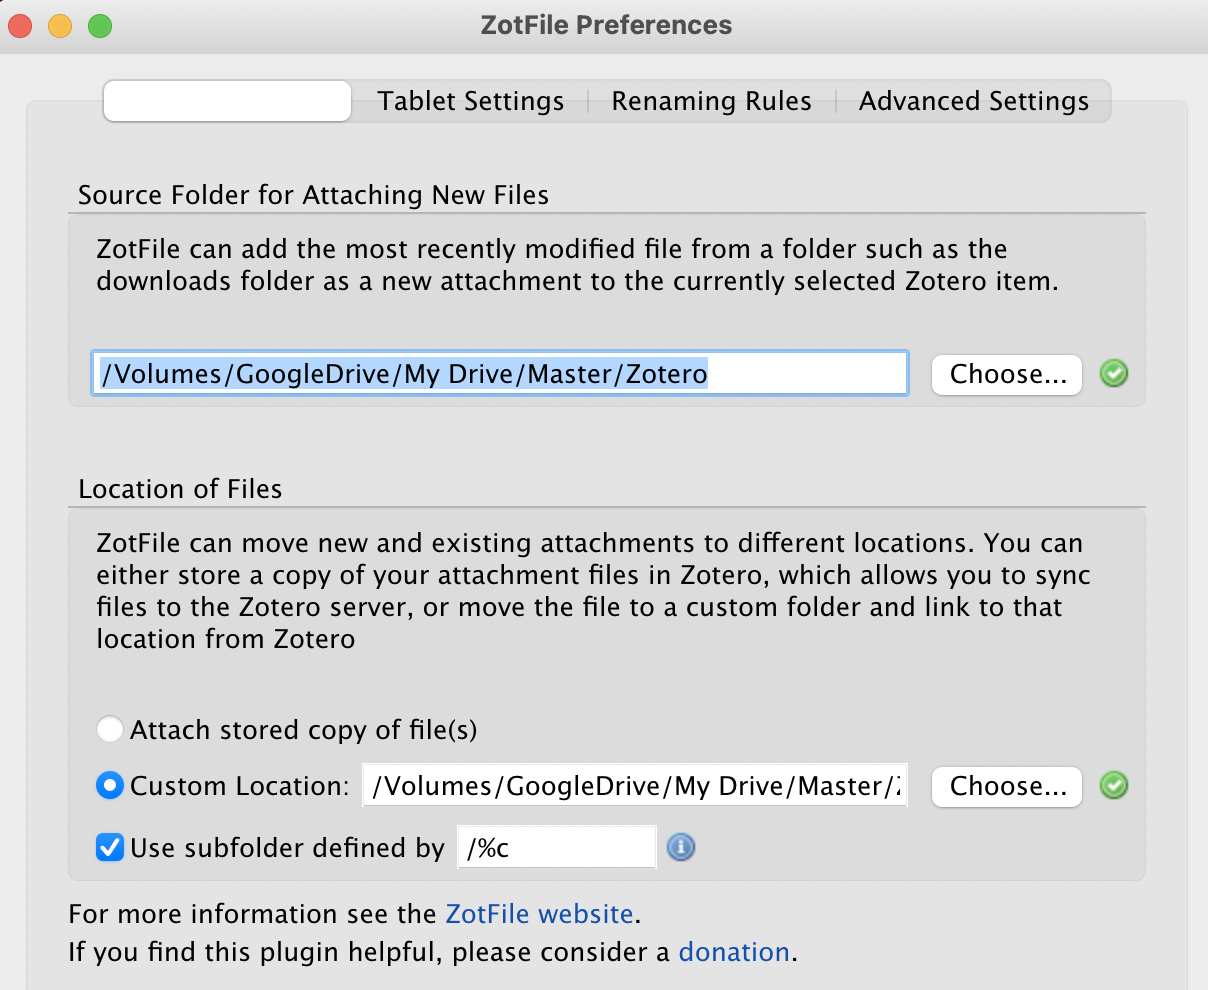 ZotFile Preferences
Tablet Settings
Renaming Rules
Advanced Settings
Source Folder for Attaching New Files
ZotFile can add the most recently modified file from a folder such as the
downloads folder as a new attachment to the currently selected Zotero item.
/Volumes/GoogleDrive/My Drive/Master/Zotero
Choose...
Location of Files
ZotFile can move new and existing attachments to different locations. You can
either store a copy of your attachment files in Zotero, which allows you to sync
files to the Zotero server, or move the file to a custom folder and link to that
location from Zotero
Attach stored copy of file(s)
Custom Location: /Volumes/GoogleDrive/My Drive/Master/
Choose...
Use subfolder defined by /%c
For more information see the ZotFile website.
If you find this plugin helpful, please consider a donation.